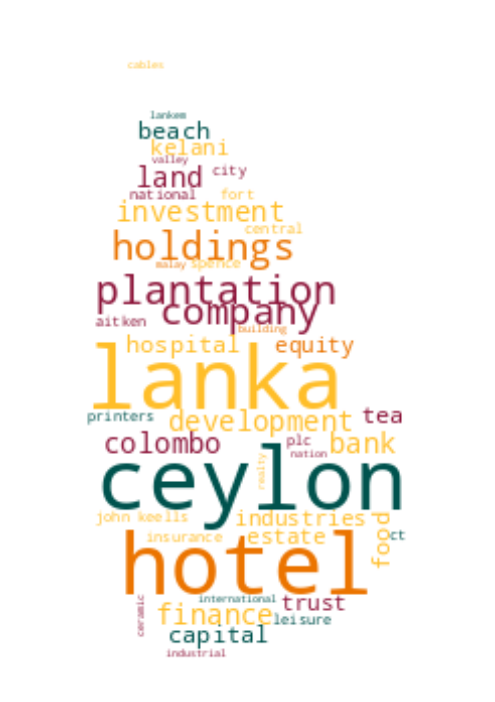 cables
lankem
beach
kelani
valley
land city
national fort
investment
central
holdings
malay spence
plantation
company
aitken
building
hospital equity
lanka
printers development tea
colombo plc bank
nation
ceylon
realty
john keells industries
food
insurance estate ct
hotel
ceramic
international trust
finance leisure
capital
industrial